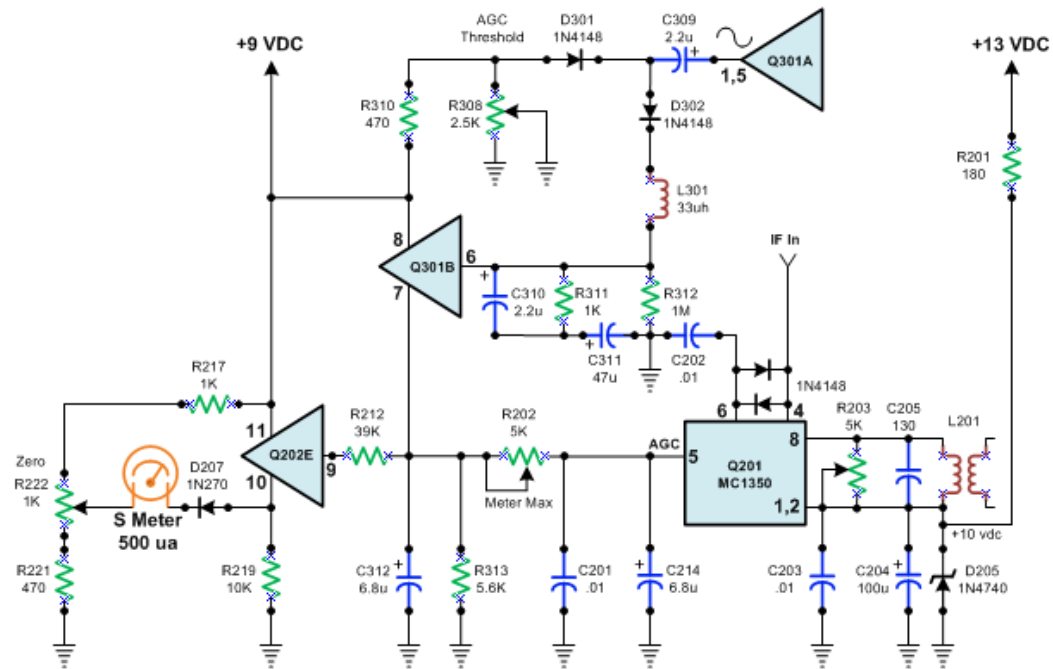 D301
1N4148
C309
2.2u
+
AGC
Threshold
+9 VDC
+13 VDC
Q301A
1,5
R310
470
R308
2.5K
D302
1N4148
R201
180
L301
33uh
8
Q301B
6
7
IF In
+
C310
2.2u
R311
1K
R312
1M
+
C311
47u
C202
.01
R217
1K
1N4148
6
4
R203
5K
C205
130
L201
R212
39K
R202
5K
AGC
5
8
11
Q202E
9
10
Q201
MC1350
1,2
Zero
R222
1K
D207
1N270
Meter Max
S Meter
500 ua
+10 vdc
R221
470
R219
10K
C312
6.8u
+
R313
5.6K
C201
.01
+
C214
6.8u
C203
.01
C204
100u
+
D205
1N4740